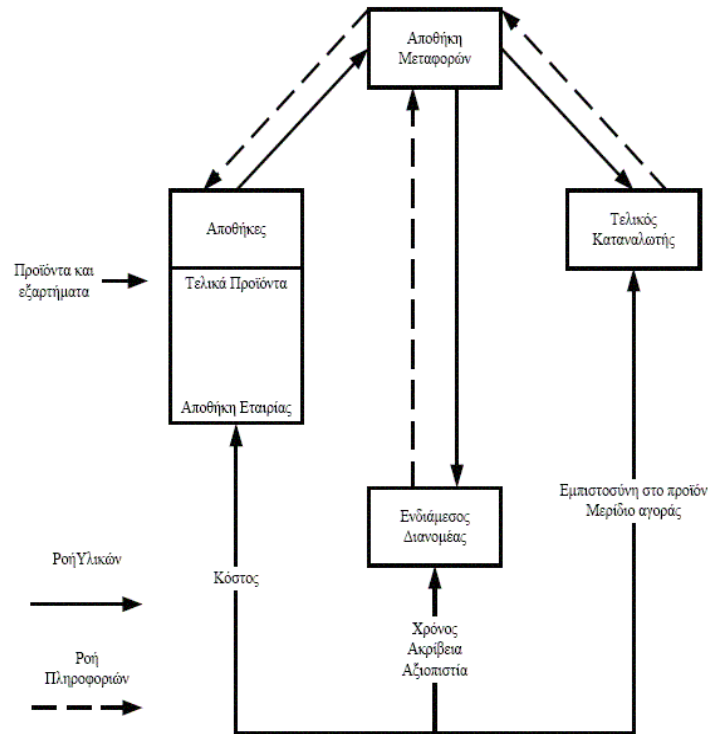 Αποθήκη
Μεταφορών
Αποθήκες
Τελικός
Καταναλωτής
Προϊόντα και
εξαρτήματα
Τελικά Προϊόντα
Αποθήκη Εταιρίας
Εμπιστοσύνη στο προϊόν
Μερίδιο αγοράς
Ενδιάμεσος
Διανομέας
ΡοήΥλικών
Κόστος
Χρόνος
Ακρίβεια
Αξιοπιστία
Ροή
Πληροφοριών